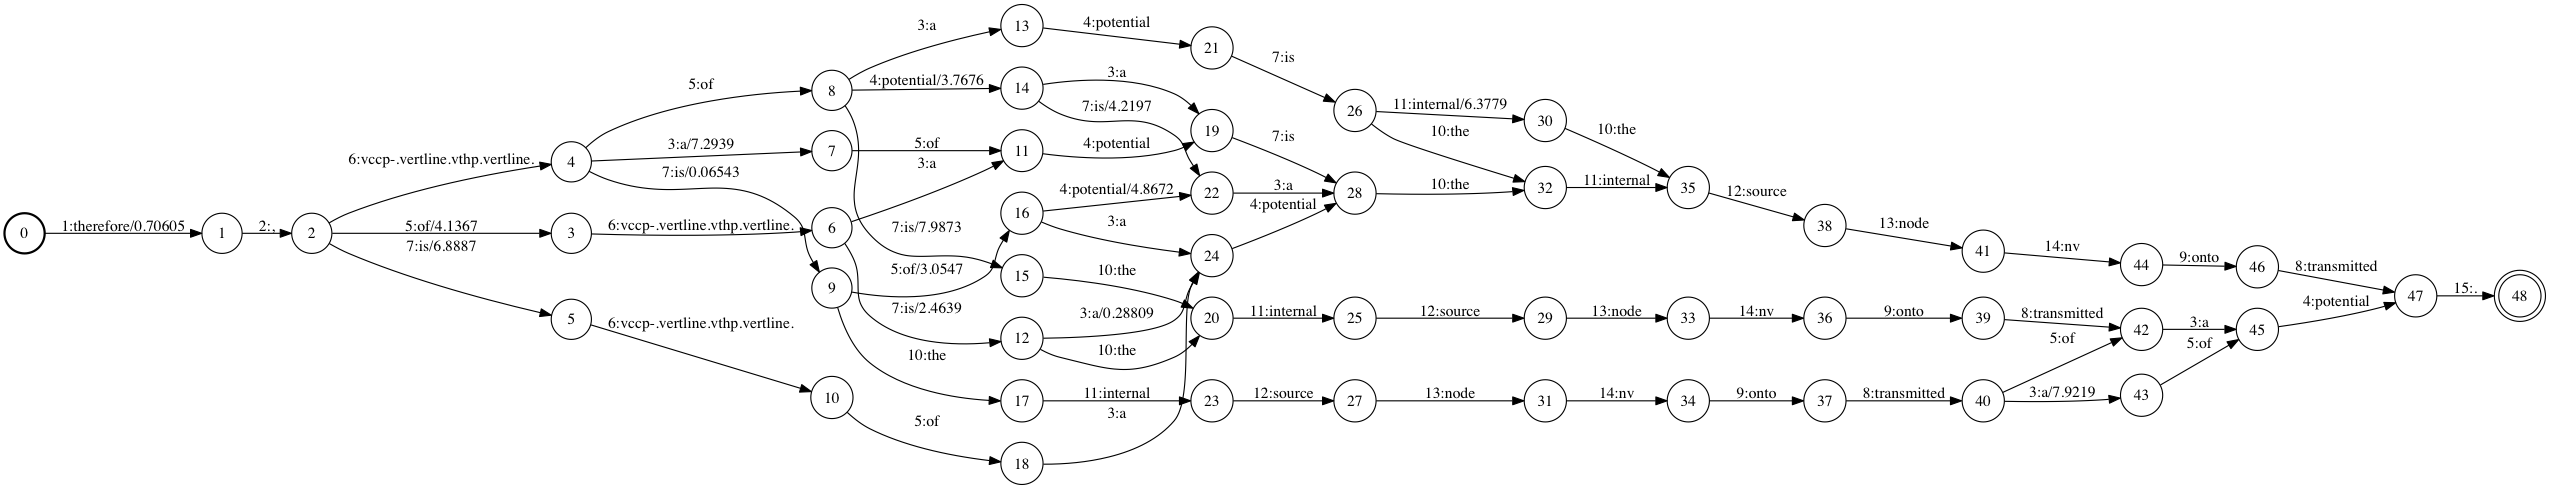 0
1:therefore/0.70605
1
2:,
2
6:vccp-.vertline.vthp.vertline.
5:of/4.1367
7:is/6.8887
4
3
5
5:of
3:a/7.2939
7:is/0.06543
6:vccp-.vertline.vthp.vertline.
6:vccp-.vertline.vthp.vertline.
8
7
6
9
10
3:a
4:potential/3.7676
7:is/7.9873
5:of
3:a
7:is/2.4639
5:of/3.0547
10:the
5:of
13
14
11
16
15
12
17
18
4:potential
3:a
7:is/4.2197
4:potential
4:potential/4.8672
3:a
10:the
3:a/0.28809
10:the
11:internal
3:a
21
19
22
24
20
23
7:is
7:is
3:a
4:potential
11:internal
12:source
26
28
25
27
11:internal/6.3779
10:the
10:the
12:source
13:node
30
32
29
31
10:the
11:internal
13:node
14:nv
35
33
34
12:source
14:nv
9:onto
38
36
37
13:node
9:onto
8:transmitted
41
39
40
14:nv
8:transmitted
5:of
3:a/7.9219
44
42
43
9:onto
3:a
5:of
46
45
8:transmitted
4:potential
47
15:.
48